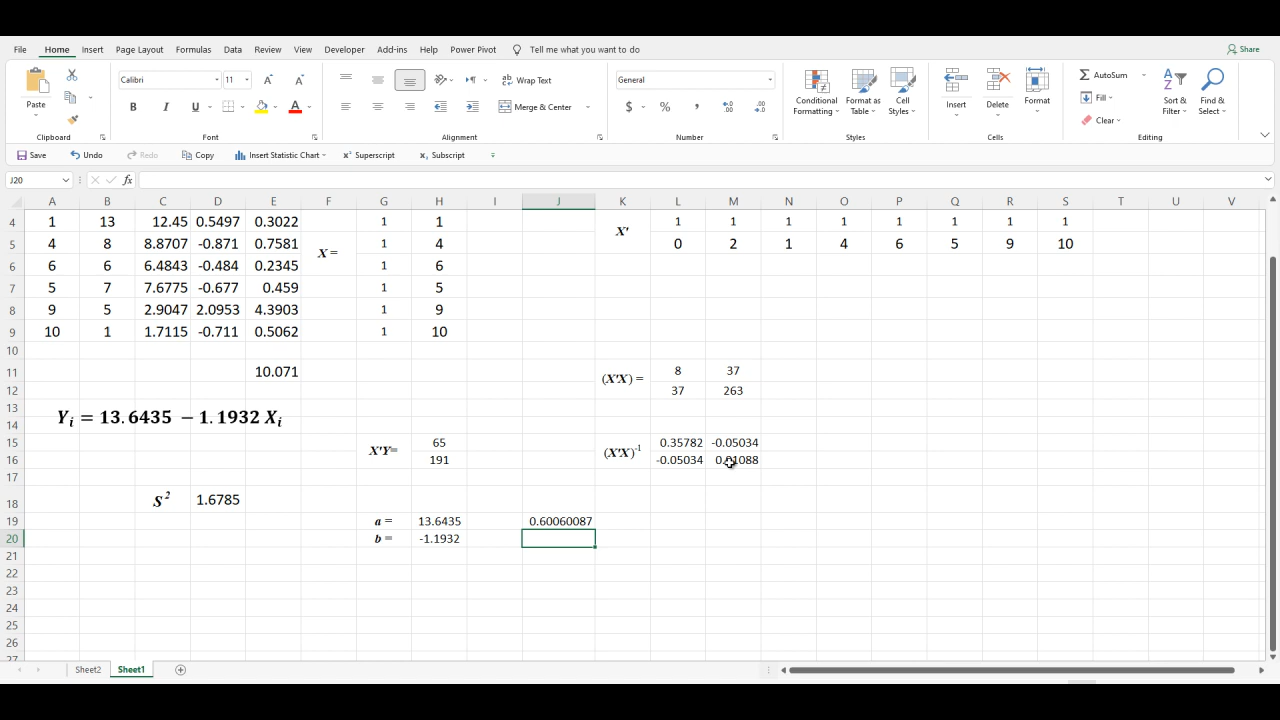 File Home Insert Page Layout Formulas Data Review View Developer Add-ins Help Power Pivot Tell me what you want to do Share
Calibri 11 Wrap Text General AutoSum
Paste B I U A Merge & Center $ % , Conditional Formatting Format as Table Cell Styles Insert Delete Format Fill Clear Sort & Filter Find & Select
Clipboard Font Alignment Number Styles Cells Editing
Save Undo Redo Copy Insert Statistic Chart x² Superscript x₂ Subscript
J20 fx
A B C D E F G H I J K L M N O P Q R S T U V
4 1 13 12.45 0.5497 0.3022 1 1 X' 1 1 1 1 1 1 1 1
5 4 8 8.8707 -0.871 0.7581 X = 1 4 0 2 1 4 6 5 9 10
6 6 6 6.4843 -0.484 0.2345 1 6
7 5 7 7.6775 -0.677 0.459 1 5
8 9 5 2.9047 2.0953 4.3903 1 9
9 10 1 1.7115 -0.711 0.5062 1 10
10
11 10.071 (X'X) = 8 37
12 37 263
13 Yᵢ = 13.6435 − 1.1932 Xᵢ
14
15 X'Y= 65 (X'X)⁻¹ 0.35782 -0.05034
16 191 -0.05034 0.01088
17
18 S² 1.6785
19 a = 13.6435 0.60060087
20 b = -1.1932
21
22
23
24
25
26
27
Sheet2 Sheet1